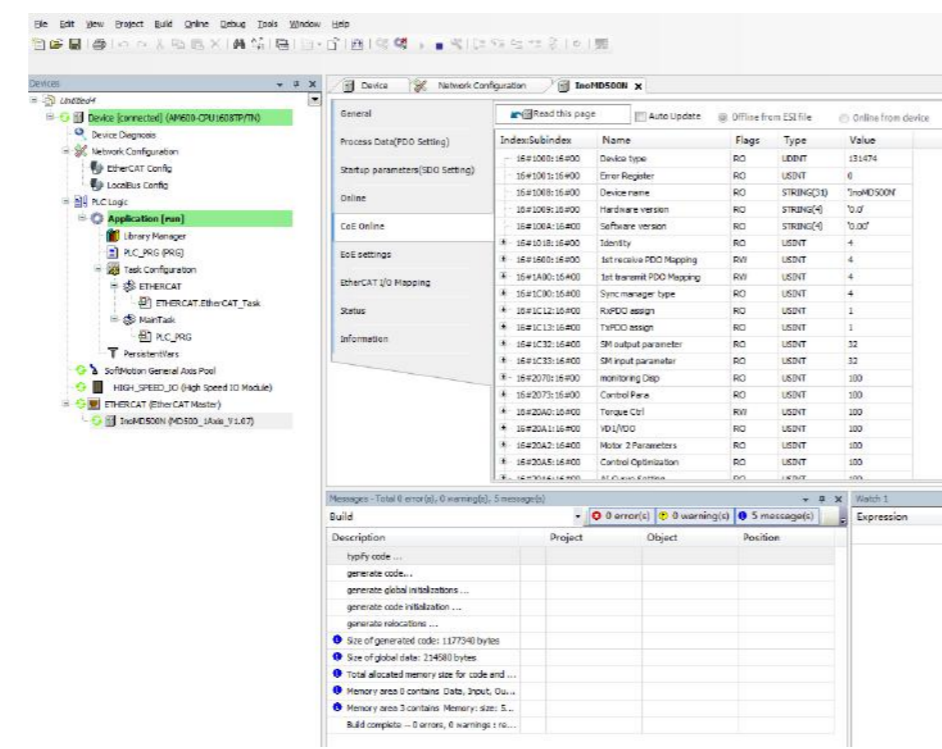 File Edit View Project Build Online Debug Tools Window Help
Devices
Untitled4
Device [connected] (AM600-CPU1608TP/TN)
Device Diagnosis
Network Configuration
EtherCAT Config
LocalBus Config
PLC Logic
Application [run]
Library Manager
PLC_PRG (PRG)
Task Configuration
ETHERCAT
ETHERCAT.EtherCAT_Task
MainTask
PLC_PRG
PersistentVars
SoftMotion General Axis Pool
HIGH_SPEED_IO (High Speed IO Module)
ETHERCAT (EtherCAT Master)
InoMD500N (MD500_1Axis_V1.07)
Device Network Configuration InoMD500N
General
Process Data(PDO Setting)
Startup parameters(SDO Setting)
Online
CoE Online
EoE settings
EtherCAT I/O Mapping
Status
Information
Read this page Auto Update Offline from ESI file Online from device
Index:Subindex Name Flags Type Value
16#1000:16#00 Device type RO UDINT 131474
16#1001:16#00 Error Register RO USINT 0
16#1008:16#00 Device name RO STRING(31) 'InoMD500N'
16#1009:16#00 Hardware version RO STRING(4) '0.0'
16#100A:16#00 Software version RO STRING(4) '0.00'
16#1018:16#00 Identity RO USINT 4
16#1600:16#00 1st receive PDO Mapping RW USINT 4
16#1A00:16#00 1st transmit PDO Mapping RW USINT 4
16#1C00:16#00 Sync manager type RO USINT 4
16#1C12:16#00 RxPDO assign RO USINT 1
16#1C13:16#00 TxPDO assign RO USINT 1
16#1C32:16#00 SM output parameter RO USINT 32
16#1C33:16#00 SM input parameter RO USINT 32
16#2070:16#00 monitoring Disp RO USINT 100
16#2073:16#00 Control Para RO USINT 100
16#20A0:16#00 Torque Ctrl RW USINT 100
16#20A1:16#00 VDI/VDO RO USINT 100
16#20A2:16#00 Motor 2 Parameters RO USINT 100
16#20A5:16#00 Control Optimization RO USINT 100
16#20A6:16#00 AI Curve Setting RO USINT 100
Messages - Total 0 error(s), 0 warning(s), 5 message(s)
Build 0 error(s) 0 warning(s) 5 message(s)
Description Project Object Position
typify code ...
generate code...
generate global initializations ...
generate code initialization ...
generate relocations ...
Size of generated code: 1177340 bytes
Size of global data: 214580 bytes
Total allocated memory size for code and ...
Memory area 0 contains Data, Input, Ou...
Memory area 3 contains Memory: size: 5...
Build complete -- 0 errors, 0 warnings : re...
Watch 1
Expression